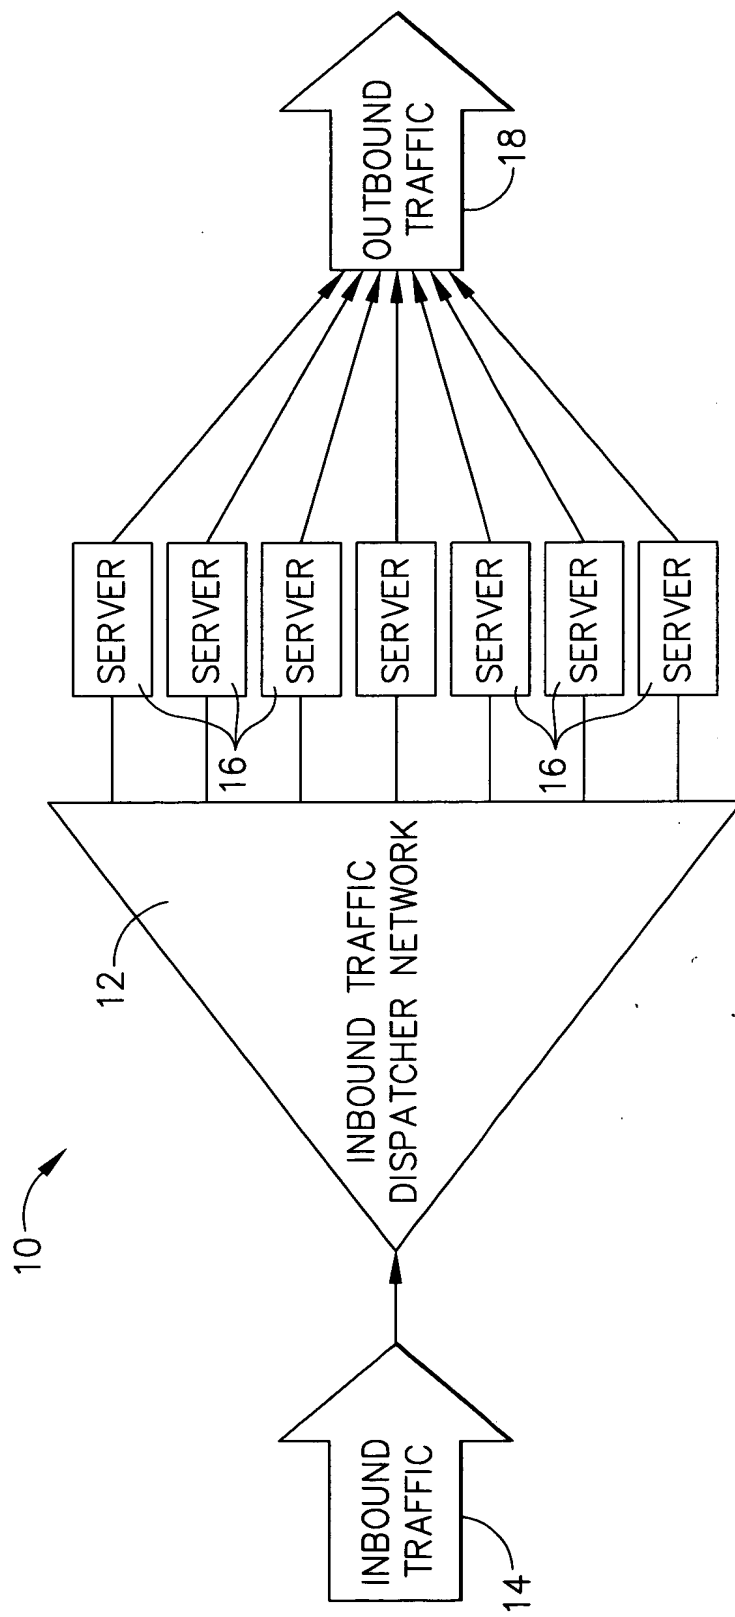 10
12
INBOUND
TRAFFIC
14
INBOUND TRAFFIC
DISPATCHER NETWORK
SERVER
SERVER
SERVER
SERVER
SERVER
SERVER
SERVER
16
16
OUTBOUND
TRAFFIC
18